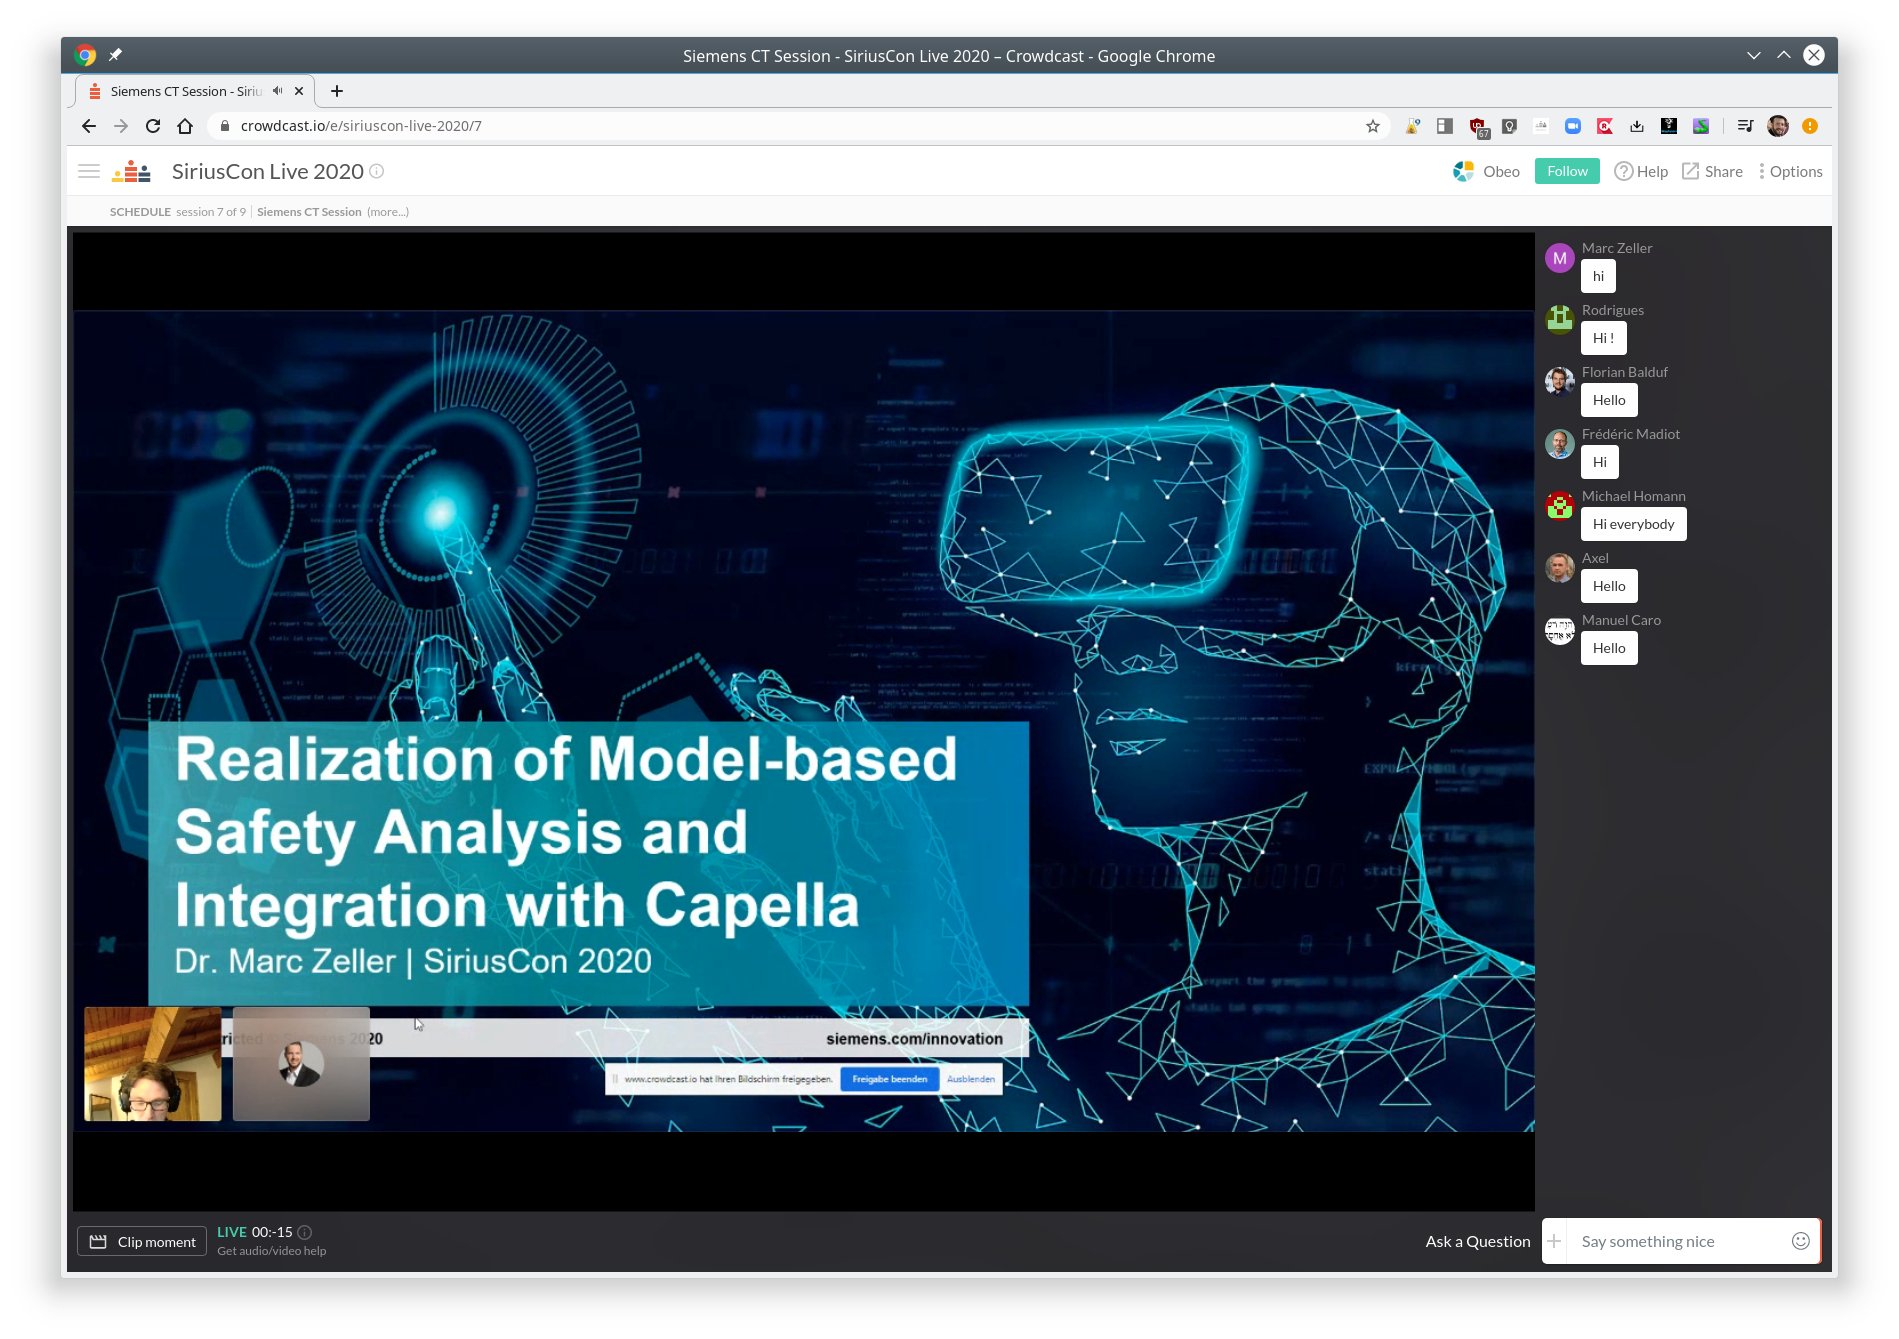 Siemens CT Session - SiriusCon Live 2020 – Crowdcast - Google Chrome
Siemens CT Session - Siriu
crowdcast.io/e/siriuscon-live-2020/7
67
SiriusCon Live 2020
Obeo
Follow
Help
Share
Options
SCHEDULE session 7 of 9 Siemens CT Session (more...)
Realization of Model-based
Safety Analysis and
Integration with Capella
Dr. Marc Zeller | SiriusCon 2020
2020
siemens.com/innovation
www.crowdcast.io hat Ihren Bildschirm freigegeben.
Freigabe beenden
Ausblenden
M
Marc Zeller
hi
Rodrigues
Hi !
Florian Balduf
Hello
Frédéric Madiot
Hi
Michael Homann
Hi everybody
Axel
Hello
Manuel Caro
Hello
Clip moment
LIVE 00:-15
Get audio/video help
Ask a Question
Say something nice